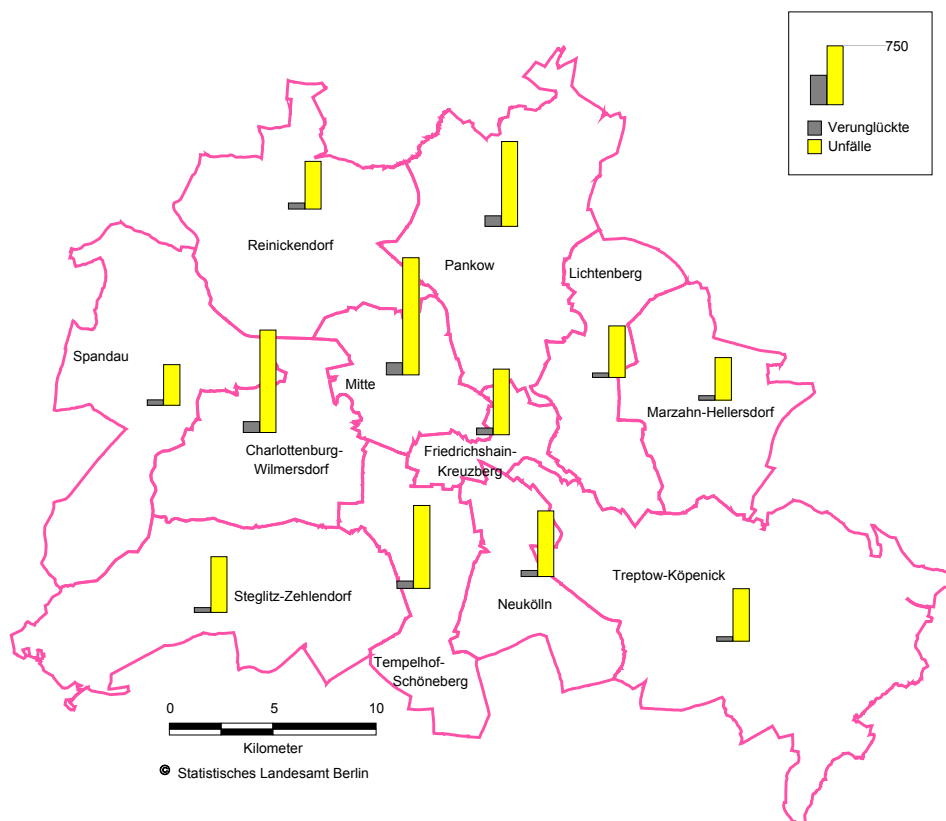 750
Verunglückte
Unfälle
Reinickendorf
Pankow
Lichtenberg
Spandau
Mitte
Marzahn-Hellersdorf
Charlottenburg-
Wilmersdorf
Friedrichshain-
Kreuzberg
Treptow-Köpenick
Steglitz-Zehlendorf
Neukölln
Tempelhof-
Schöneberg
0 5 10
Kilometer
© Statistisches Landesamt Berlin